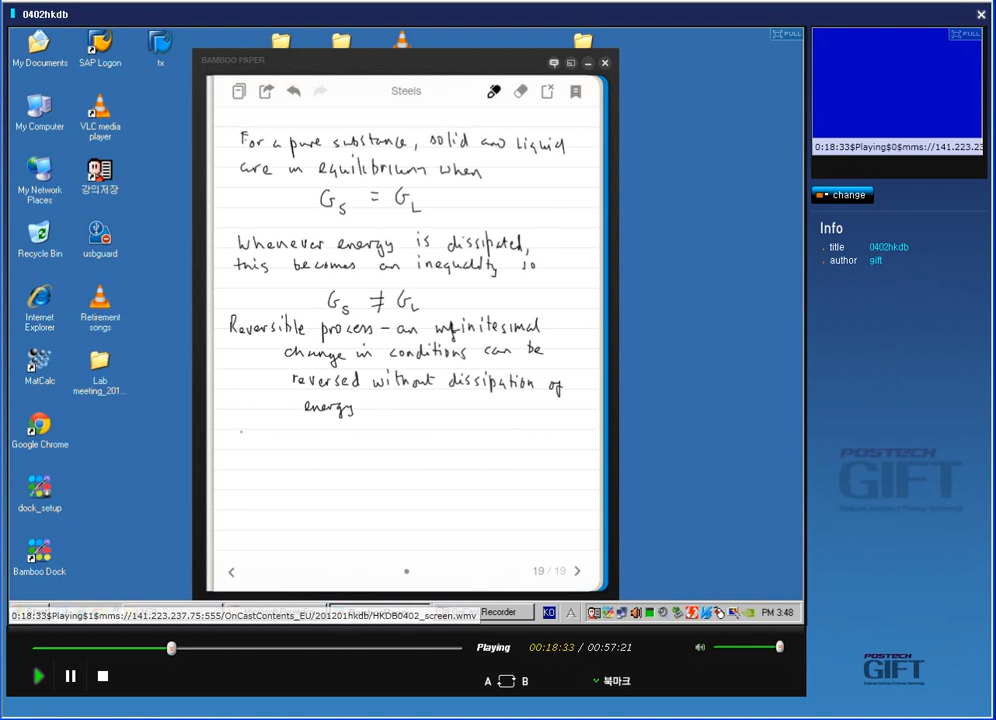 0402hkdb
My Documents
SAP Logon
fx
My Computer
VLC media
player
My Network
Places
강의저장
Recycle Bin
usbguard
Internet
Explorer
Retirement
songs
MatCalc
Lab
meeting_201...
Google Chrome
dock_setup
Bamboo Dock
BAMBOO PAPER
Steels
For a pure substance, solid and liquid
are in equilibrium when
GS = GL
Whenever energy is dissipated,
this becomes an inequality so
GS ≠ GL
Reversible process – an infinitesimal
change in conditions can be
reversed without dissipation of
energy
19 / 19
Recorder
KO
A
PM 3:48
0:18:33$Playing$1$mms://141.223.237.75:555/OnCastContents_EU/201201hkdb/HKDB0402_screen.wmv
FULL
FULL
0:18:33$Playing$0$mms://141.223.23
change
Info
title 0402hkdb
author gift
POSTECH
GIFT
Playing 00:18:33 / 00:57:21
A B 북마크
POSTECH
GIFT